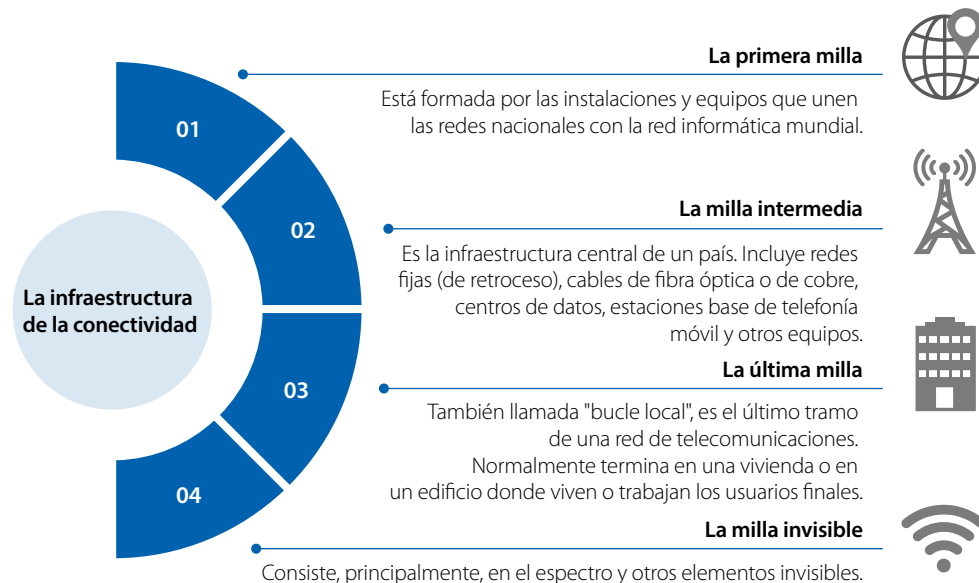 La infraestructura
de la conectividad
01
La primera milla
Está formada por las instalaciones y equipos que unen
las redes nacionales con la red informática mundial.
02
La milla intermedia
Es la infraestructura central de un país. Incluye redes
fijas (de retroceso), cables de fibra óptica o de cobre,
centros de datos, estaciones base de telefonía
móvil y otros equipos.
03
La última milla
También llamada "bucle local", es el último tramo
de una red de telecomunicaciones.
Normalmente termina en una vivienda o en
un edificio donde viven o trabajan los usuarios finales.
04
La milla invisible
Consiste, principalmente, en el espectro y otros elementos invisibles.